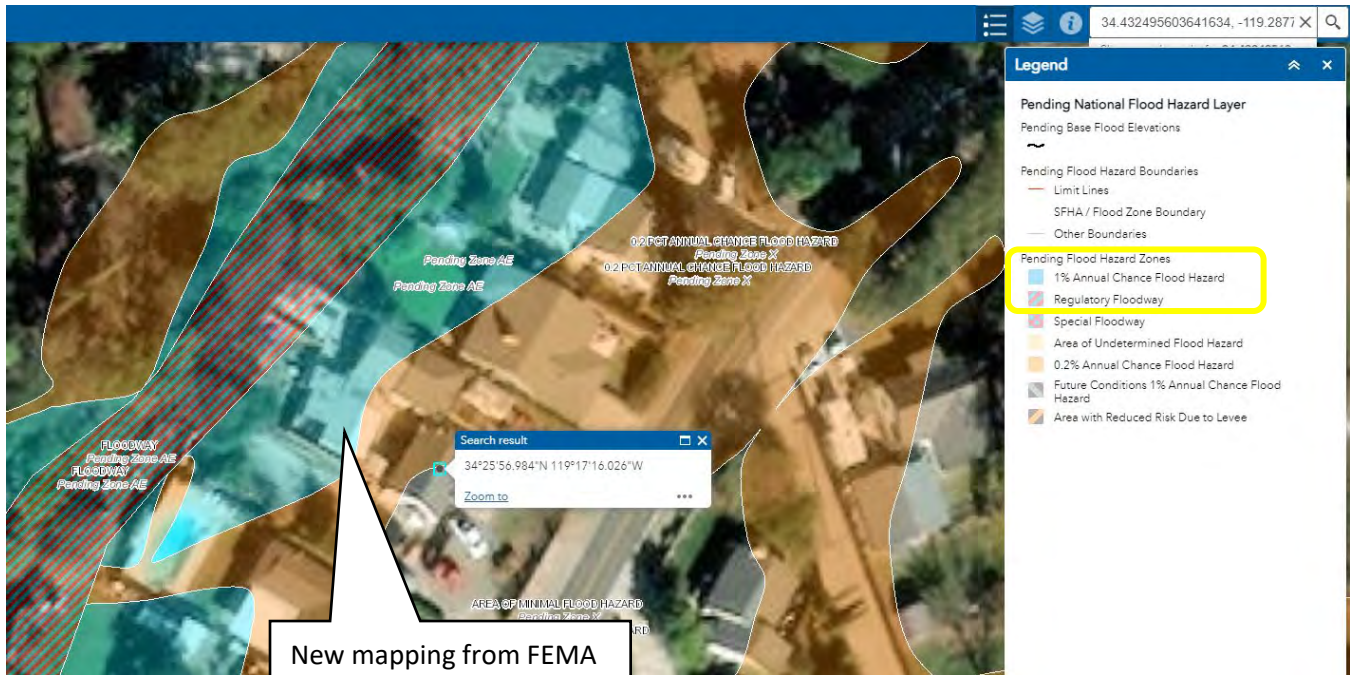 34.432495603641634, -119.2877
Legend
Pending National Flood Hazard Layer
Pending Base Flood Elevations
Pending Flood Hazard Boundaries
Limit Lines
SFHA / Flood Zone Boundary
Other Boundaries
Pending Flood Hazard Zones
1% Annual Chance Flood Hazard
Regulatory Floodway
Special Floodway
Area of Undetermined Flood Hazard
0.2% Annual Chance Flood Hazard
Future Conditions 1% Annual Chance Flood
Hazard
Area with Reduced Risk Due to Levee
0.2 PCT ANNUAL CHANCE FLOOD HAZARD
Pending Zone X
0.2 PCT ANNUAL CHANCE FLOOD HAZARD
Pending Zone X
Pending Zone AE
Pending Zone AE
FLOODWAY
Pending Zone AE
FLOODWAY
Pending Zone AE
Search result
34°25'56.984"N 119°17'16.026"W
Zoom to
AREA OF MINIMAL FLOOD HAZARD
Pending Zone X
New mapping from FEMA